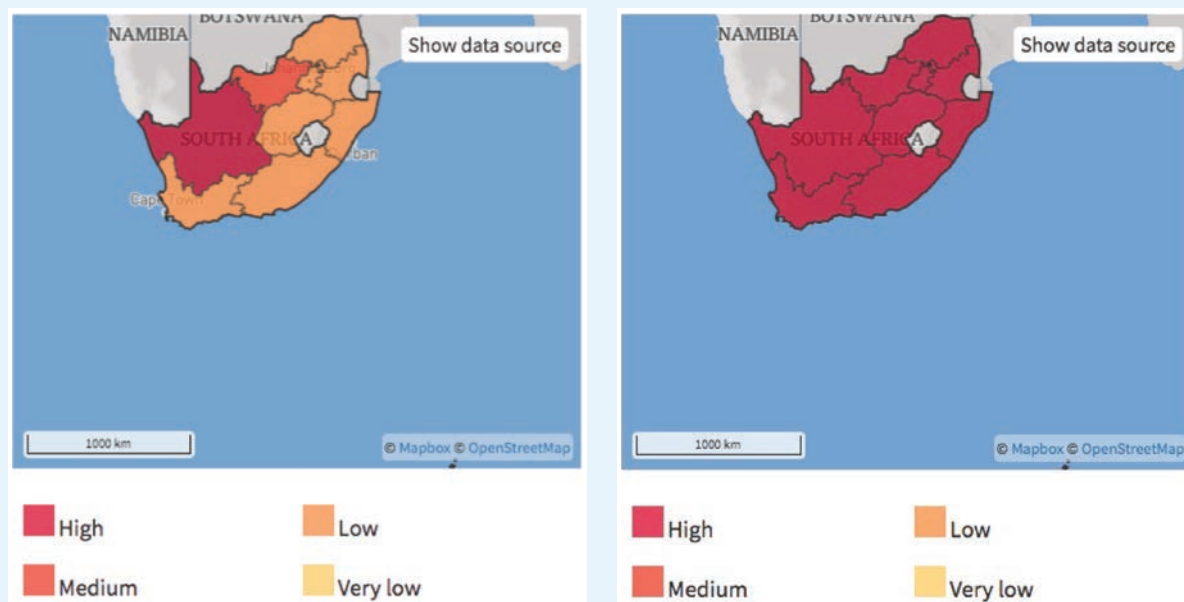 BOTSWANA
NAMIBIA
Show data source
SOUTH AFRICA
Cape Town
1000 km
© Mapbox © OpenStreetMap
High
Low
Medium
Very low
BOTSWANA
NAMIBIA
Show data source
SOUTH AFRICA
1000 km
© Mapbox © OpenStreetMap
High
Low
Medium
Very low